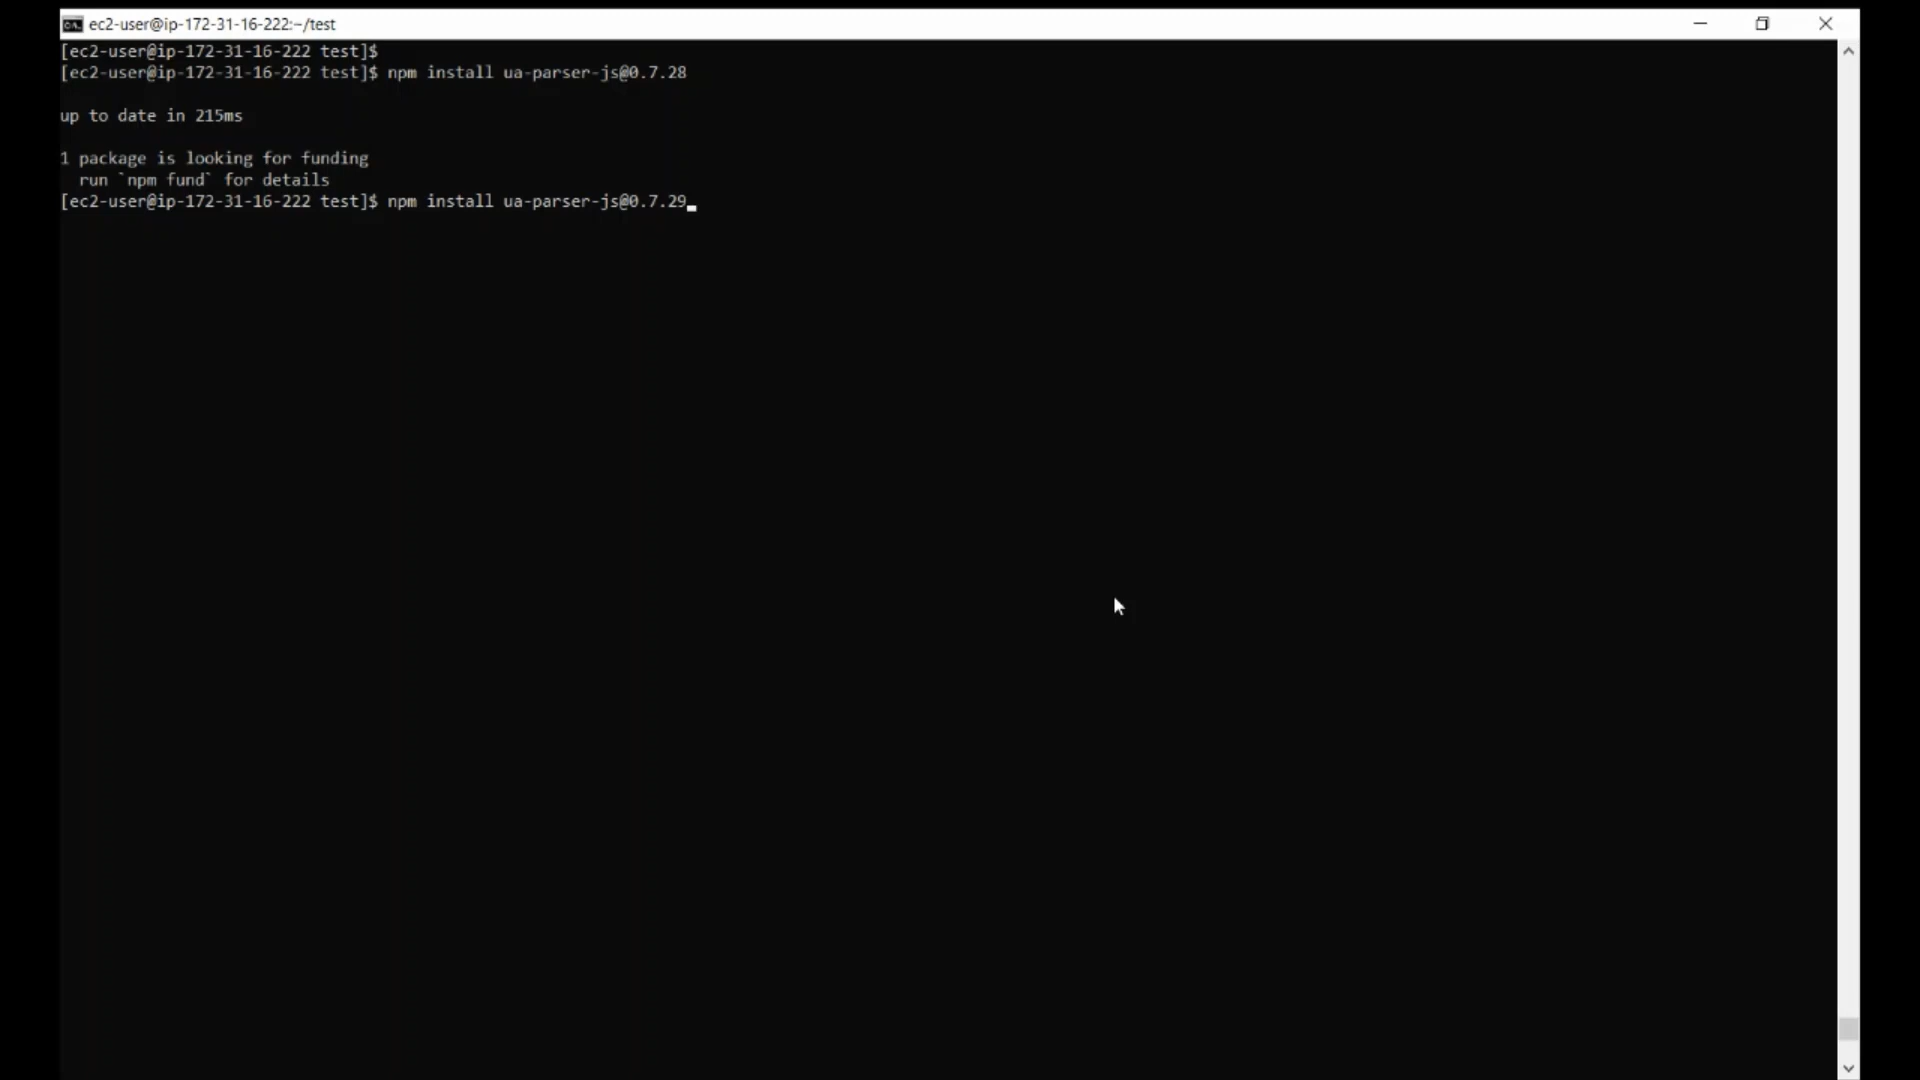 ec2-user@ip-172-31-16-222:~/test
[ec2-user@ip-172-31-16-222 test]$
[ec2-user@ip-172-31-16-222 test]$ npm install ua-parser-js@0.7.28
up to date in 215ms
1 package is looking for funding
run `npm fund` for details
[ec2-user@ip-172-31-16-222 test]$ npm install ua-parser-js@0.7.29